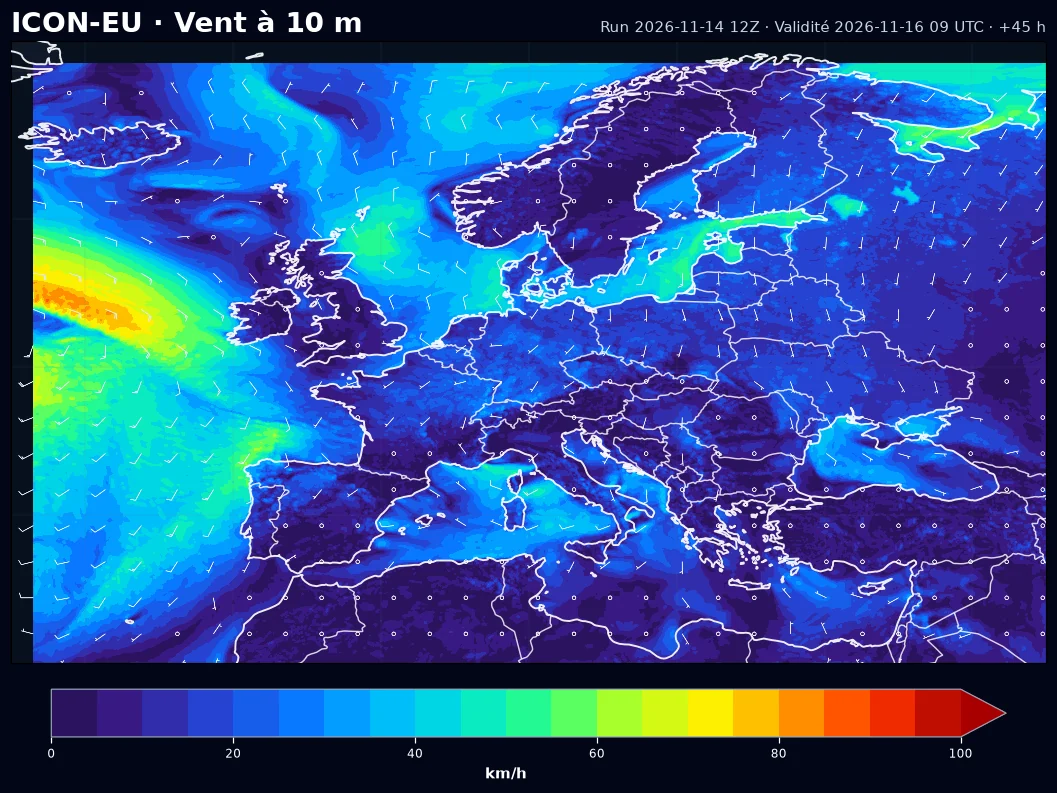 ICON-EU · Vent à 10 m
Run 2026-11-14 12Z · Validité 2026-11-16 09 UTC · +45 h
0 20 40 60 80 100
km/h